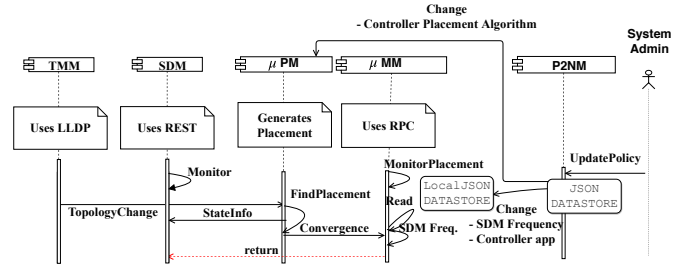 Change
- Controller Placement Algorithm
System
Admin
TMM
SDM
μ PM
μ MM
P2NM
Uses LLDP
Uses REST
Generates
Placement
Uses RPC
Monitor
MonitorPlacement
UpdatePolicy
FindPlacement
LocalJSON
DATASTORE
JSON
DATASTORE
Read
TopologyChange
StateInfo
Change
- SDM Frequency
- Controller app
Convergence
SDM Freq.
return